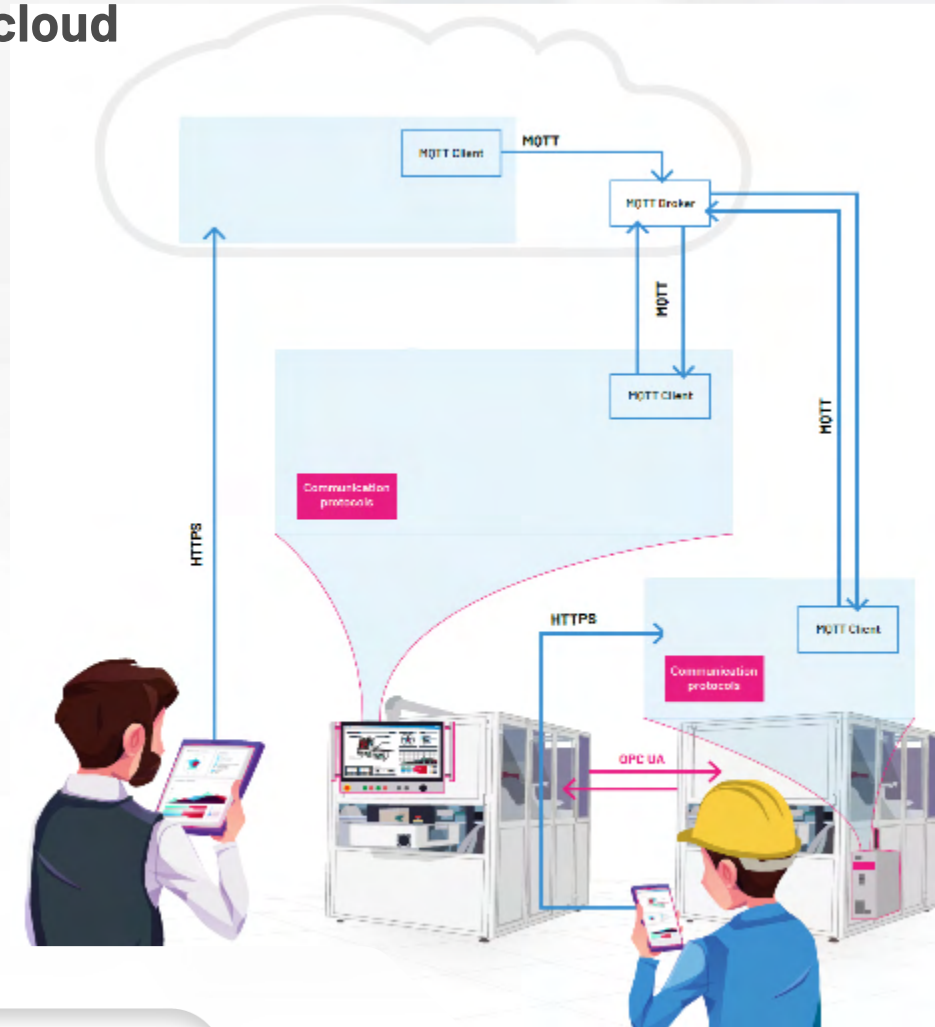 cloud
MQTT
MQTT Client
MQTT Broker
MQTT
MQTT Client
MQTT
Communication
protocols
HTTPS
HTTPS
MQTT Client
Communication
protocols
OPC UA